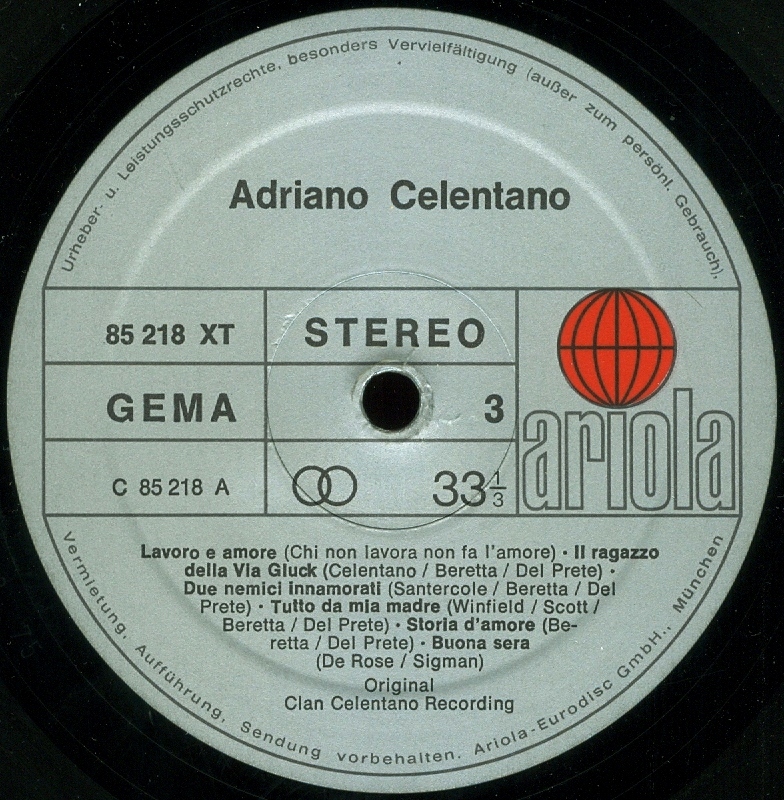 Urheber- u. Leistungsschutzrechte, besonders Vervielfältigung (außer zum persönl. Gebrauch),
Adriano Celentano
85 218 XT
STEREO
GEMA
3
ariola
C 85 218 A
33 1/3
Lavoro e amore (Chi non lavora non fa l'amore) · Il ragazzo
della Via Gluck (Celentano / Beretta / Del Prete) ·
Due nemici innamorati (Santercole / Beretta / Del
Prete) · Tutto da mia madre (Winfield / Scott /
Beretta / Del Prete) · Storia d'amore (Be-
retta / Del Prete) · Buona sera
(De Rose / Sigman)
Original
Clan Celentano Recording
Vermietung, Aufführung, Sendung vorbehalten. Ariola-Eurodisc GmbH., München